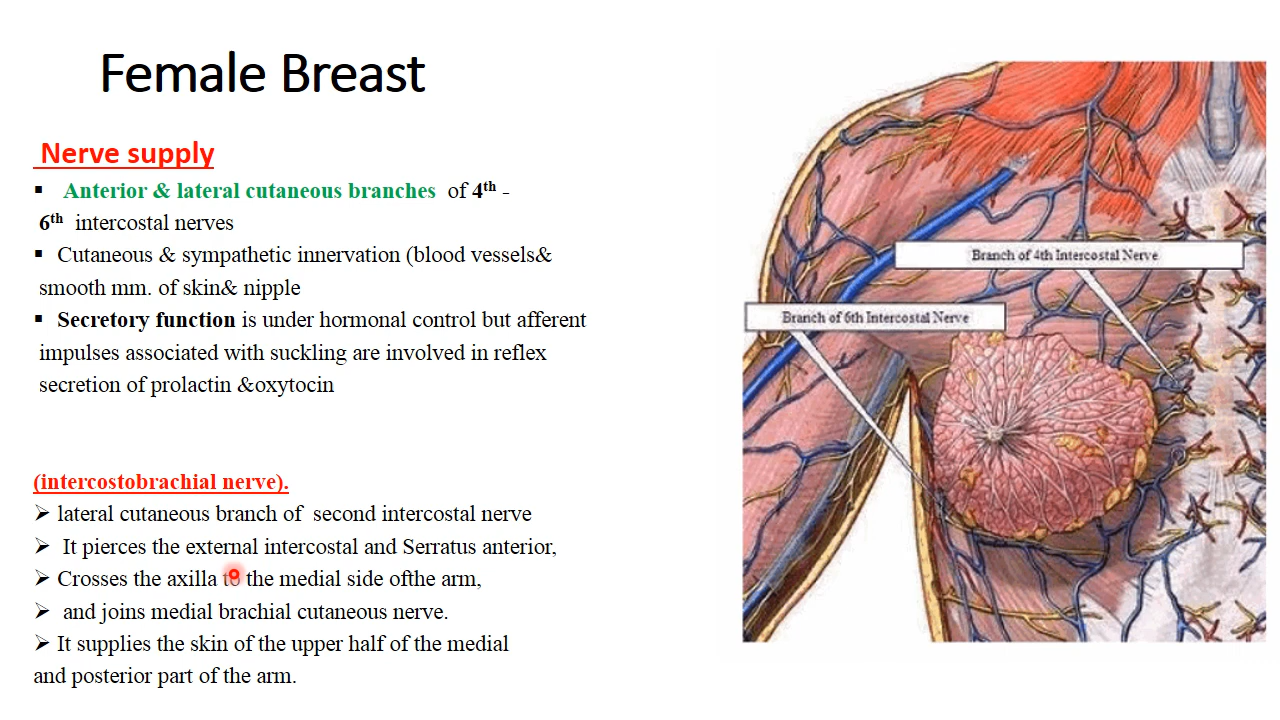 Female Breast
Nerve supply
▪ Anterior & lateral cutaneous branches of 4th -
6th intercostal nerves
▪ Cutaneous & sympathetic innervation (blood vessels&
smooth mm. of skin& nipple
▪ Secretory function is under hormonal control but afferent
impulses associated with suckling are involved in reflex
secretion of prolactin &oxytocin
(intercostobrachial nerve).
➢ lateral cutaneous branch of second intercostal nerve
➢ It pierces the external intercostal and Serratus anterior,
➢ Crosses the axilla to the medial side ofthe arm,
➢ and joins medial brachial cutaneous nerve.
➢ It supplies the skin of the upper half of the medial
and posterior part of the arm.
Branch of 4th Intercostal Nerve
Branch of 6th Intercostal Nerve